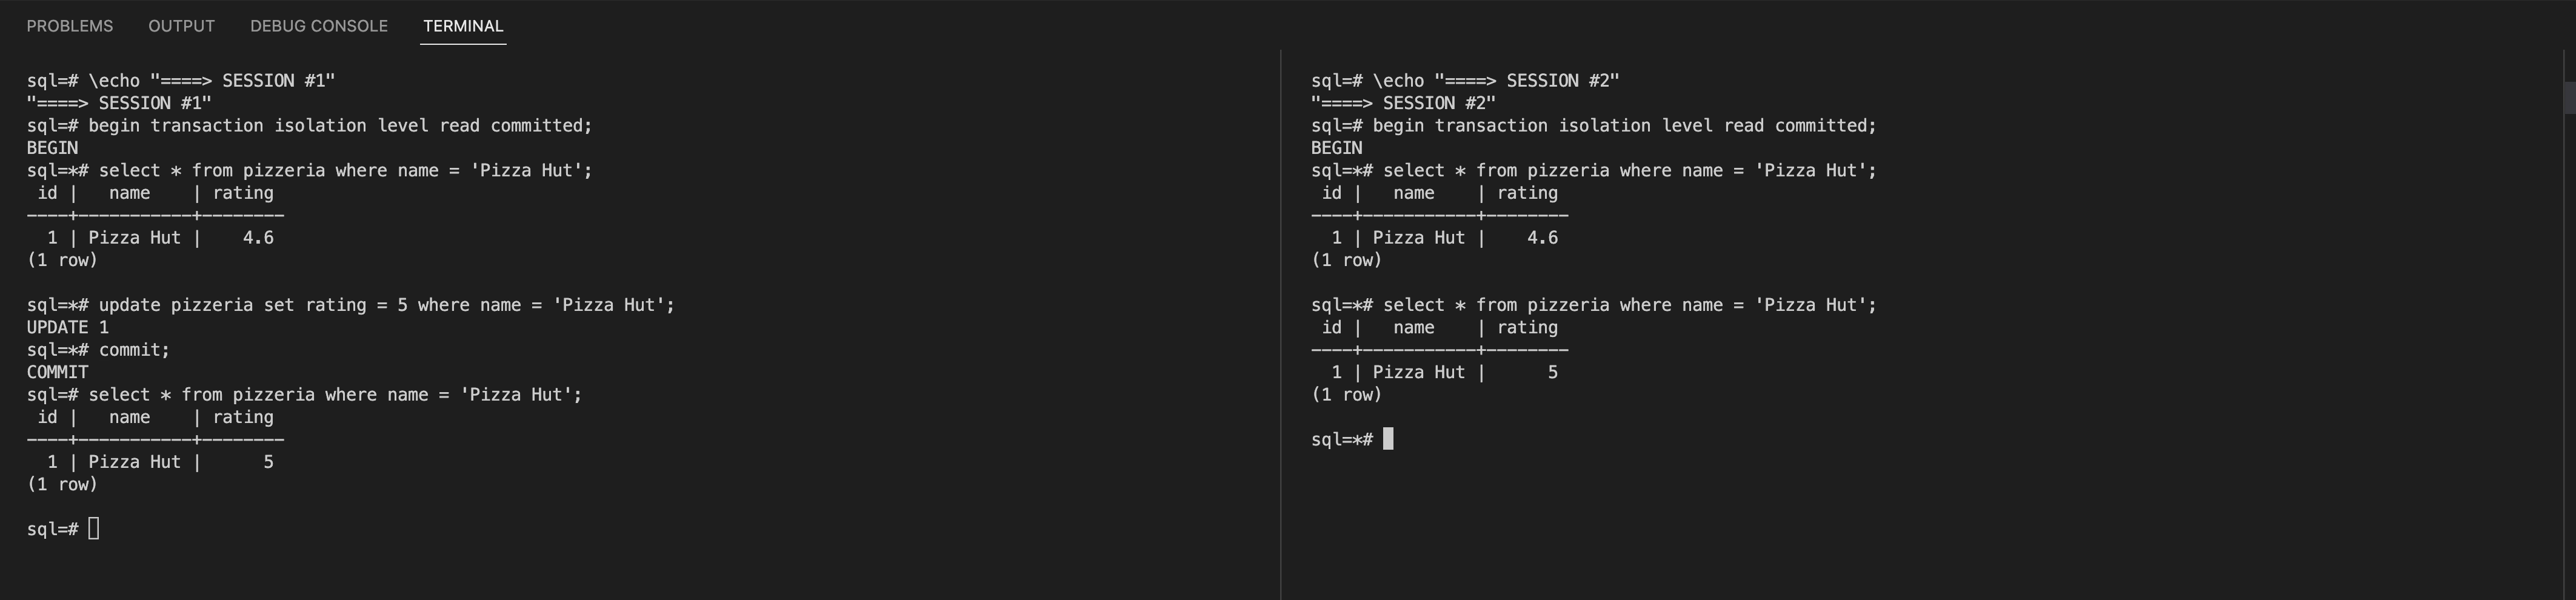 PROBLEMS OUTPUT DEBUG CONSOLE TERMINAL
sql=# \echo "====> SESSION #1"
"====> SESSION #1"
sql=# begin transaction isolation level read committed;
BEGIN
sql=*# select * from pizzeria where name = 'Pizza Hut';
 id |   name    | rating
----+-----------+--------
  1 | Pizza Hut |    4.6
(1 row)

sql=*# update pizzeria set rating = 5 where name = 'Pizza Hut';
UPDATE 1
sql=*# commit;
COMMIT
sql=# select * from pizzeria where name = 'Pizza Hut';
 id |   name    | rating
----+-----------+--------
  1 | Pizza Hut |      5
(1 row)

sql=#
sql=# \echo "====> SESSION #2"
"====> SESSION #2"
sql=# begin transaction isolation level read committed;
BEGIN
sql=*# select * from pizzeria where name = 'Pizza Hut';
 id |   name    | rating
----+-----------+--------
  1 | Pizza Hut |    4.6
(1 row)

sql=*# select * from pizzeria where name = 'Pizza Hut';
 id |   name    | rating
----+-----------+--------
  1 | Pizza Hut |      5
(1 row)

sql=*#